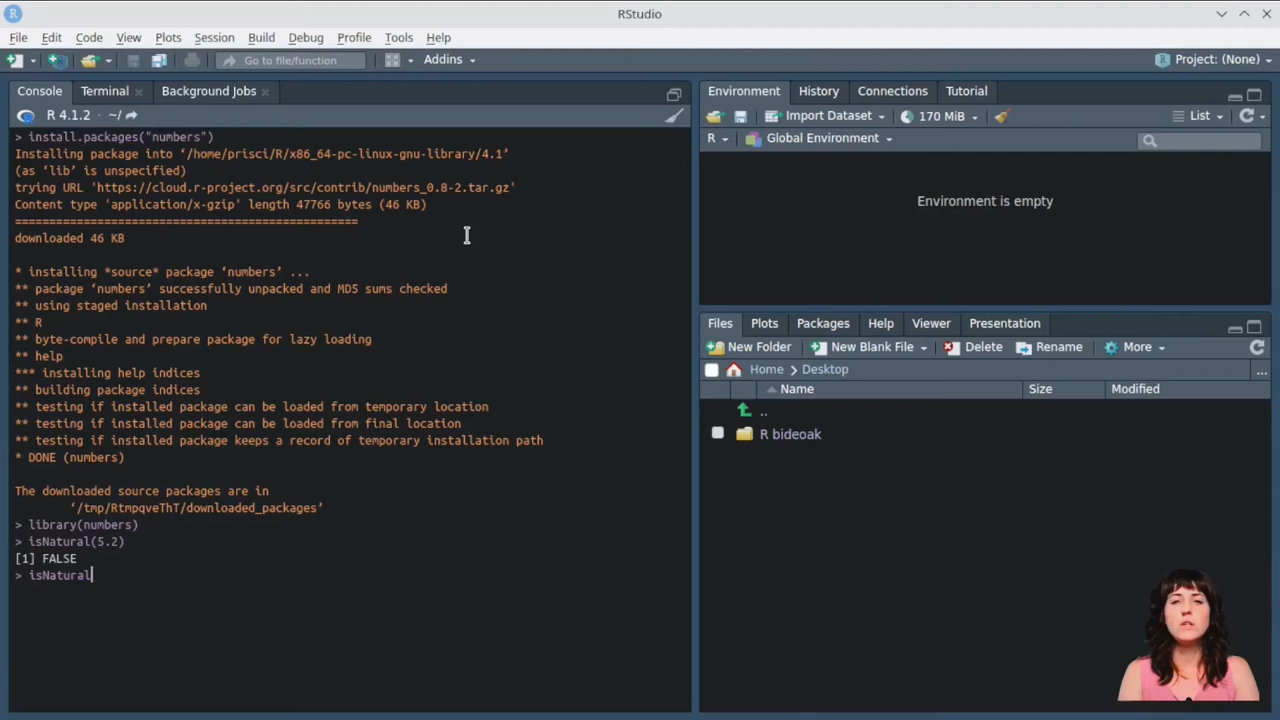 RStudio
File Edit Code View Plots Session Build Debug Profile Tools Help
Go to file/function Addins Project: (None)
Console Terminal Background Jobs
R 4.1.2 · ~/
> install.packages("numbers")
Installing package into ‘/home/prisci/R/x86_64-pc-linux-gnu-library/4.1’
(as ‘lib’ is unspecified)
trying URL 'https://cloud.r-project.org/src/contrib/numbers_0.8-2.tar.gz'
Content type 'application/x-gzip' length 47766 bytes (46 KB)
==================================================
downloaded 46 KB
* installing *source* package ‘numbers’ ...
** package ‘numbers’ successfully unpacked and MD5 sums checked
** using staged installation
** R
** byte-compile and prepare package for lazy loading
** help
*** installing help indices
** building package indices
** testing if installed package can be loaded from temporary location
** testing if installed package can be loaded from final location
** testing if installed package keeps a record of temporary installation path
* DONE (numbers)
The downloaded source packages are in
‘/tmp/RtmpqveThT/downloaded_packages’
> library(numbers)
> isNatural(5.2)
[1] FALSE
> isNatural
Environment History Connections Tutorial
Import Dataset 170 MiB List
R Global Environment
Environment is empty
Files Plots Packages Help Viewer Presentation
New Folder New Blank File Delete Rename More
Home Desktop ...
Name Size Modified
..
R bideoak